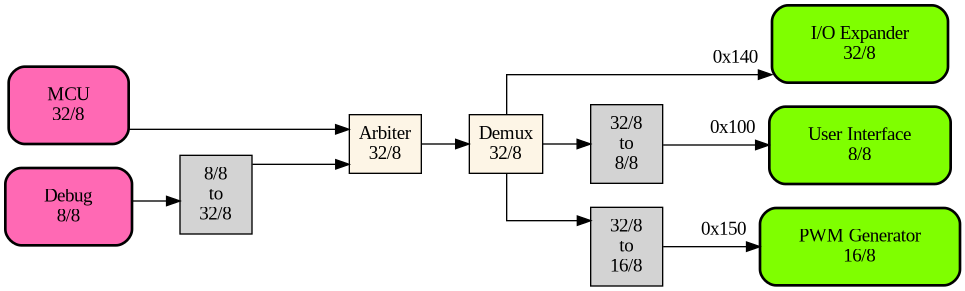 MCU
32/8
Debug
8/8
8/8
to
32/8
Arbiter
32/8
Demux
32/8
32/8
to
8/8
32/8
to
16/8
0x140
I/O Expander
32/8
0x100
User Interface
8/8
0x150
PWM Generator
16/8